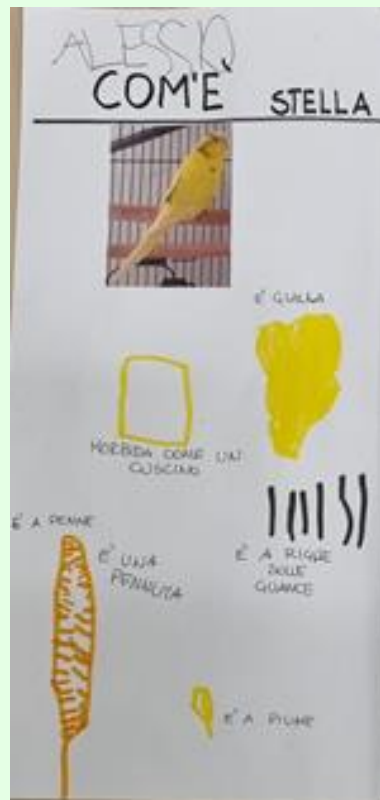 ALESSIO
COM'È STELLA
È GIALLA
MORBIDA COME UN
CUSCINO
È A PENNE
È UNA
PENNUTA
È A RIGHE
SULLE
GUANCE
È A PIUME